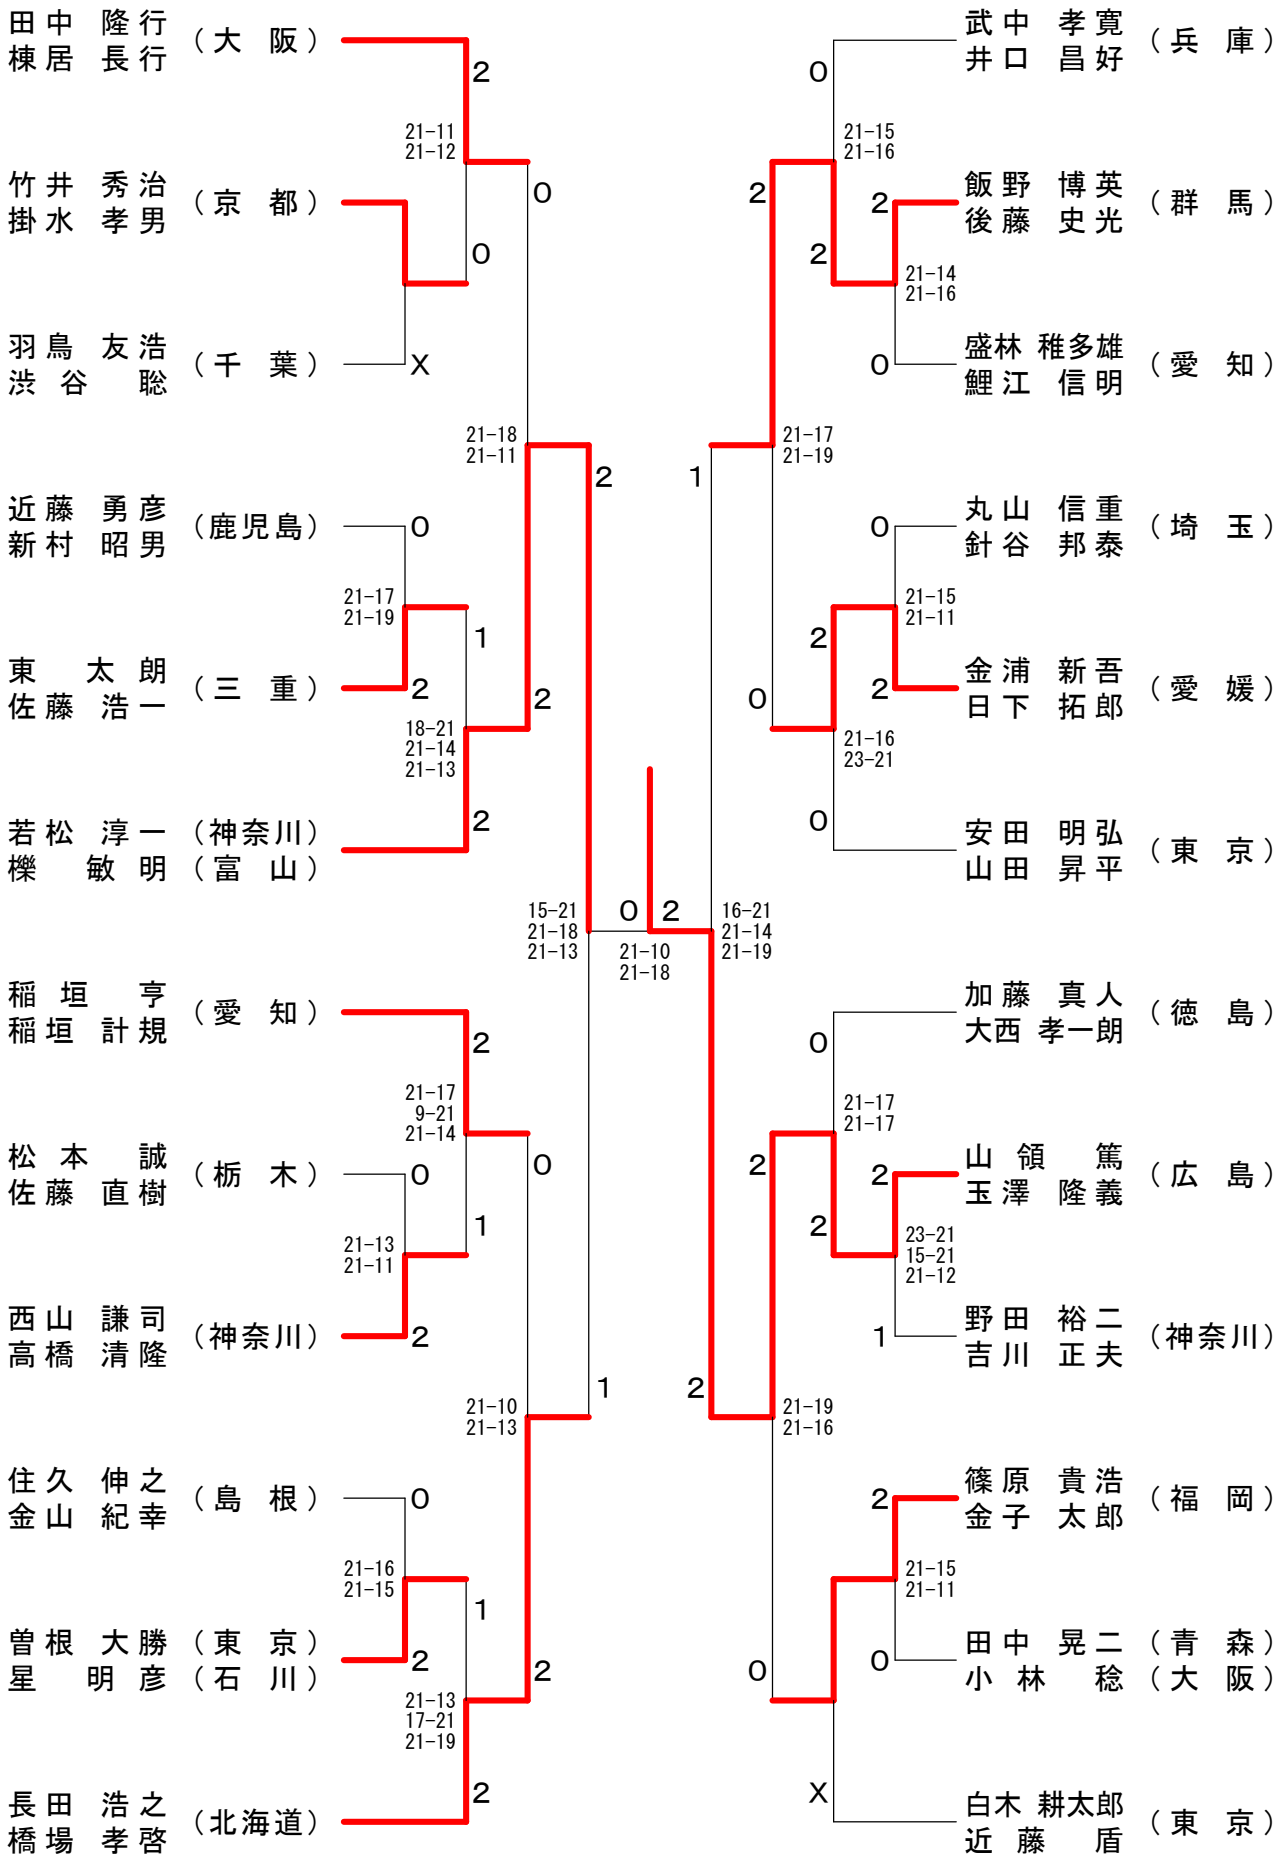 田中 隆行 （大 阪）
棟居 長行
2
21-11
21-12
竹井 秀治 （京 都）
掛水 孝男
0
0
羽鳥 友浩 （千 葉）
渋谷 聡
X
21-18
21-11
2
近藤 勇彦 （鹿児島）
新村 昭男
0
21-17
21-19
1
東 太朗 （三 重）
佐藤 浩一
2
2
18-21
21-14
21-13
若松 淳一 （神奈川）
櫟 敏明 （富 山）
2
15-21
21-18
21-13
0
2
21-10
21-18
稲垣 亨 （愛 知）
稲垣 計規
2
21-17
9-21
21-14
松本 誠 （栃 木）
佐藤 直樹
0
0
1
21-13
21-11
西山 謙司 （神奈川）
高橋 清隆
2
1
21-10
21-13
住久 伸之 （島 根）
金山 紀幸
0
21-16
21-15
1
曽根 大勝 （東 京）
星 明彦 （石 川）
2
2
21-13
17-21
21-19
長田 浩之 （北海道）
橋場 孝啓
2
武中 孝寛 （兵 庫）
井口 昌好
0
21-15
21-16
飯野 博英 （群 馬）
後藤 史光
2
2
2
21-14
21-16
盛林 稚多雄 （愛 知）
鯉江 信明
0
21-17
21-19
1
丸山 信重 （埼 玉）
針谷 邦泰
0
21-15
21-11
2
金浦 新吾 （愛 媛）
日下 拓郎
2
0
21-16
23-21
安田 明弘 （東 京）
山田 昇平
0
16-21
21-14
21-19
加藤 真人 （徳 島）
大西 孝一朗
0
21-17
21-17
山領 篤 （広 島）
玉澤 隆義
2
2
2
23-21
15-21
21-12
野田 裕二 （神奈川）
吉川 正夫
1
2
21-19
21-16
篠原 貴浩 （福 岡）
金子 太郎
2
21-15
21-11
田中 晃二 （青 森）
小林 稔 （大 阪）
0
0
白木 耕太郎 （東 京）
近藤 盾
X